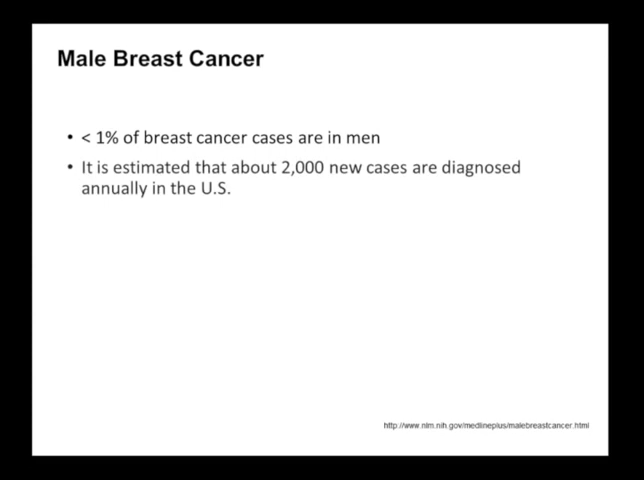 Male Breast Cancer
• < 1% of breast cancer cases are in men
• It is estimated that about 2,000 new cases are diagnosed
annually in the U.S.
http://www.nlm.nih.gov/medlineplus/malebreastcancer.html